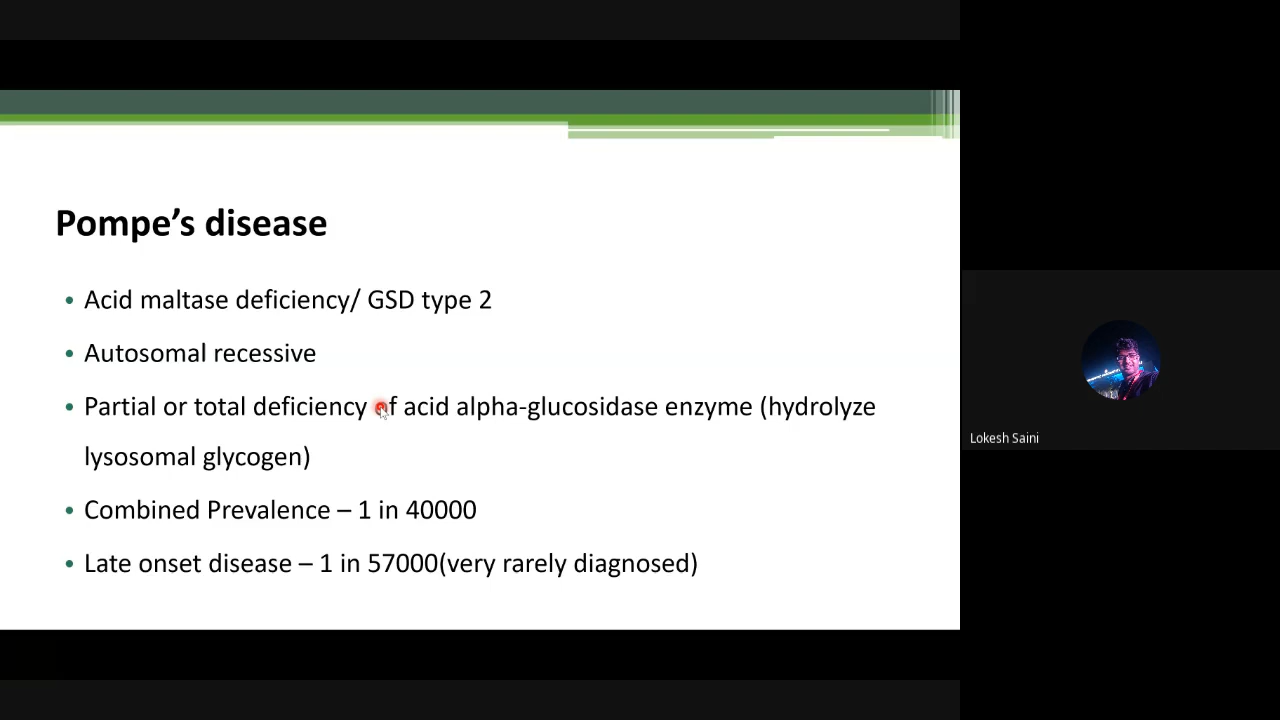 Pompe’s disease
• Acid maltase deficiency/ GSD type 2
• Autosomal recessive
• Partial or total deficiency of acid alpha-glucosidase enzyme (hydrolyze
lysosomal glycogen)
• Combined Prevalence – 1 in 40000
• Late onset disease – 1 in 57000(very rarely diagnosed)
Lokesh Saini